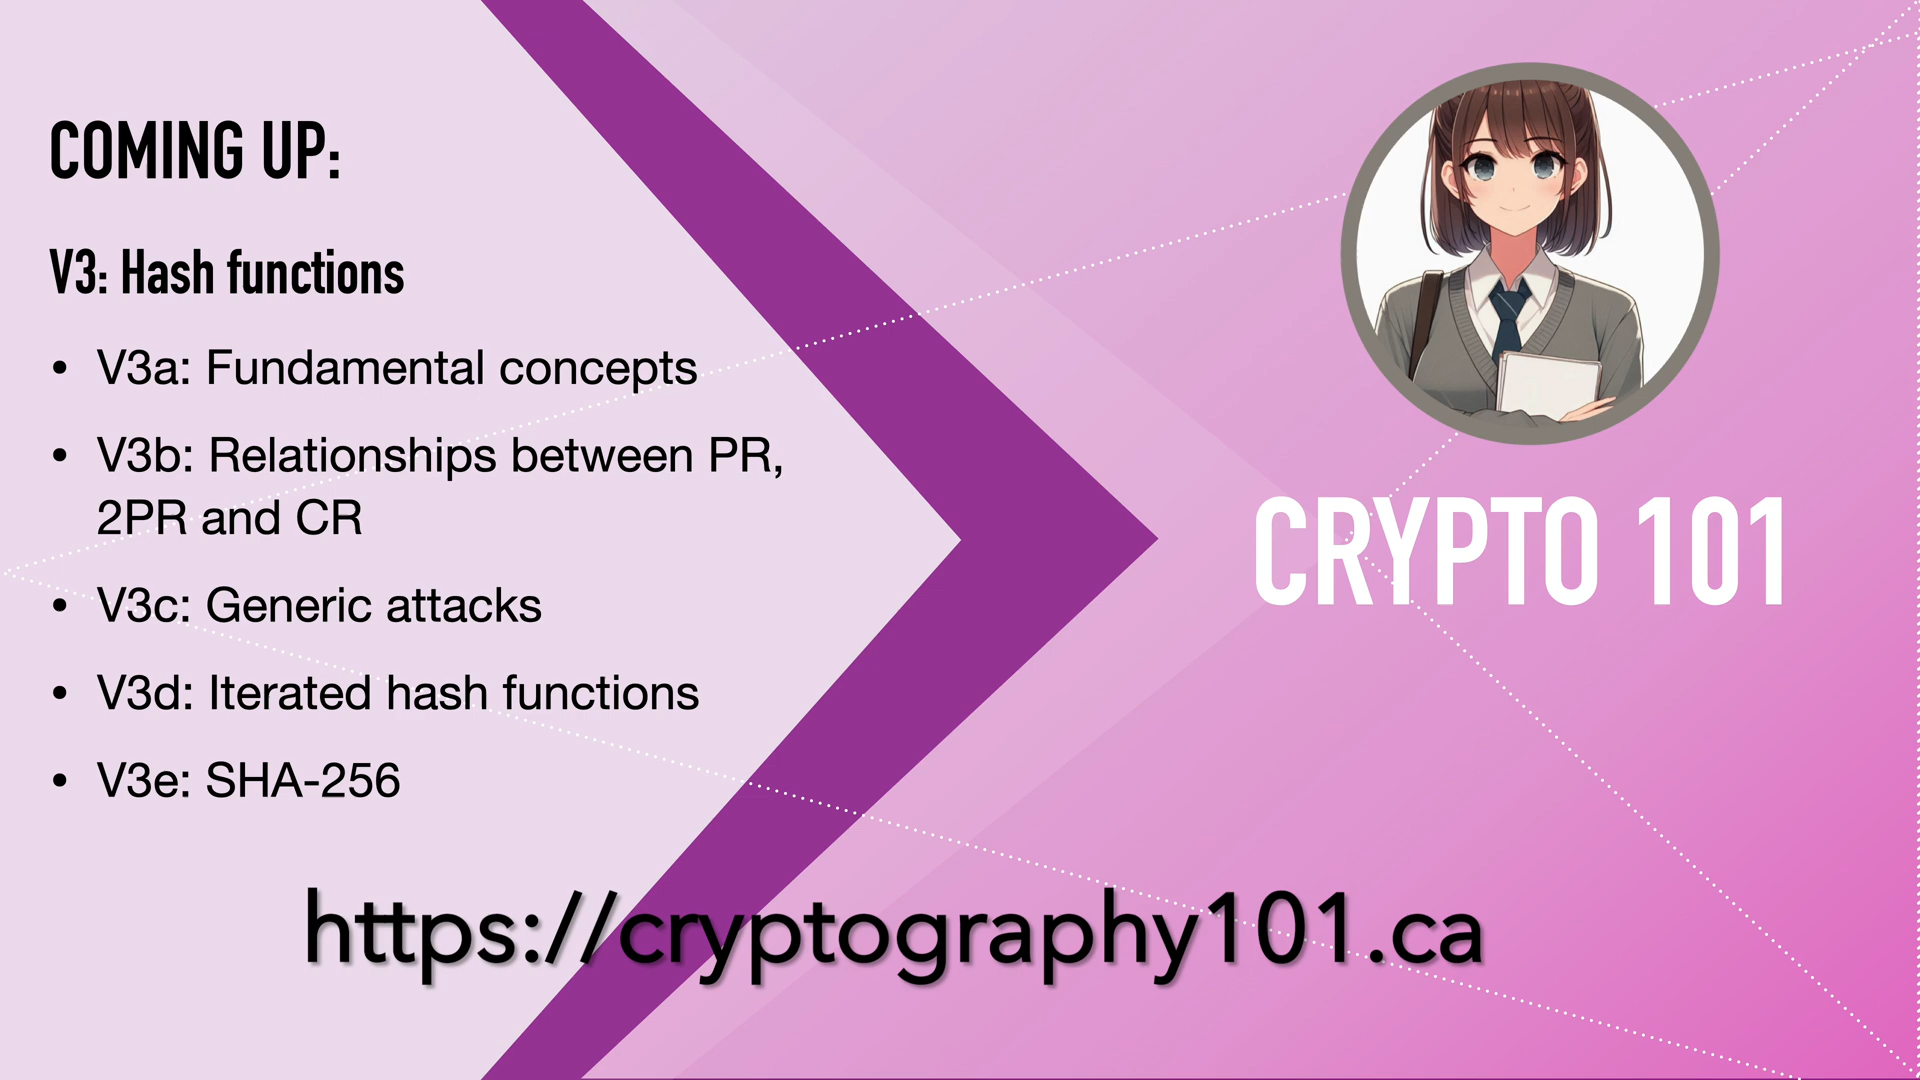 COMING UP:
V3: Hash functions
• V3a: Fundamental concepts
• V3b: Relationships between PR,
2PR and CR
• V3c: Generic attacks
• V3d: Iterated hash functions
• V3e: SHA-256
CRYPTO 101
https://cryptography101.ca